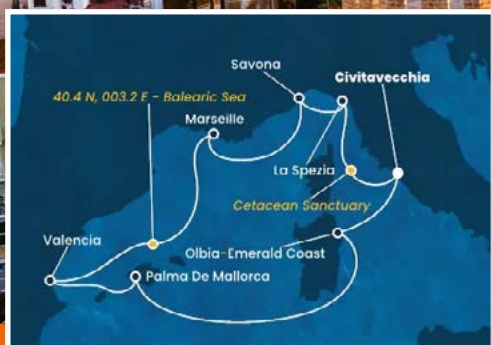 Savona
Civitavecchia
40.4 N, 003.2 E - Balearic Sea
Marseille
La Spezia
Cetacean Sanctuary
Valencia
Olbia-Emerald Coast
Palma De Mallorca